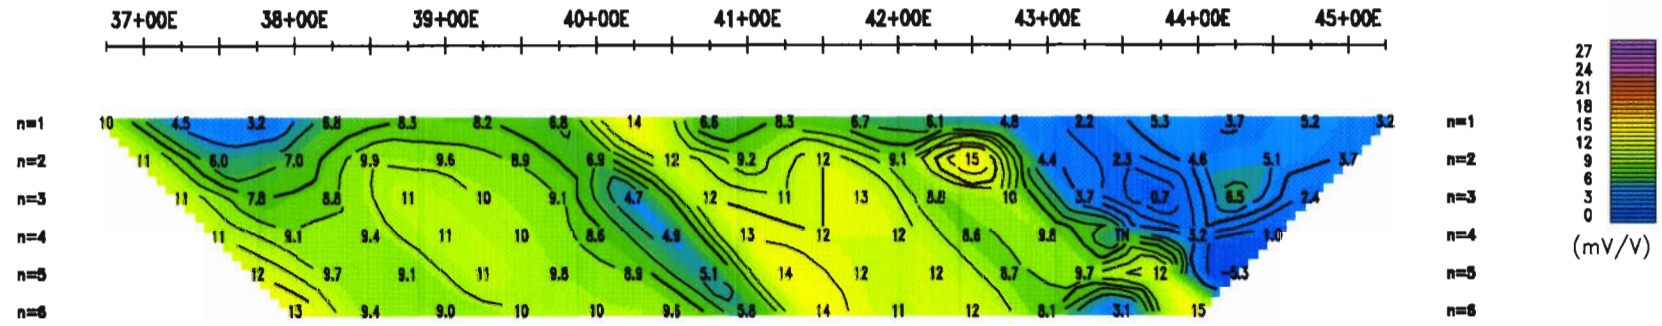 37+00E 38+00E 39+00E 40+00E 41+00E 42+00E 43+00E 44+00E 45+00E
27
24
21
18
15
12
9
6
3
0
(mV/V)
n=1 10 4.5 3.2 6.8 8.3 8.2 6.8 14 6.6 8.3 6.7 6.1 4.8 2.2 5.3 3.7 5.2 3.2 n=1
n=2 11 6.0 7.0 9.9 9.6 8.9 6.9 12 9.2 12 9.1 15 4.4 2.3 4.6 5.1 3.7 n=2
n=3 11 7.8 8.8 11 10 9.1 4.7 12 11 13 8.8 10 3.7 0.7 6.5 2.4 n=3
n=4 11 9.1 9.4 11 10 8.6 4.9 13 12 12 8.6 9.8 TN 3.2 1.0 n=4
n=5 12 9.7 9.1 11 9.8 8.9 5.1 14 12 12 8.7 9.7 12 -5.3 n=5
n=6 13 9.4 9.0 10 10 9.6 5.8 14 11 12 8.1 3.1 15 n=6